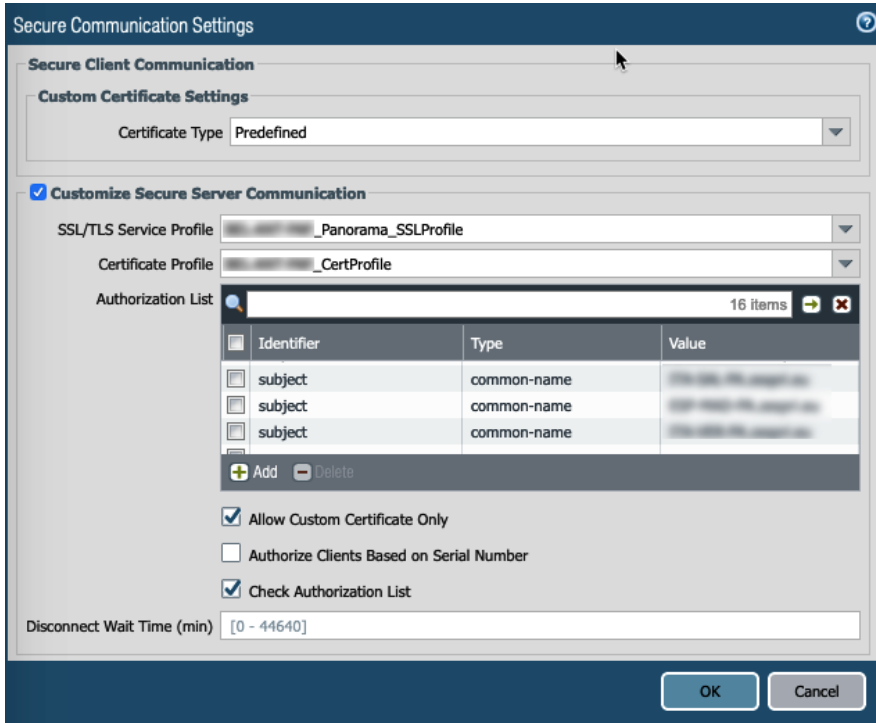 Secure Communication Settings
Secure Client Communication
Custom Certificate Settings
Certificate Type Predefined
Customize Secure Server Communication
SSL/TLS Service Profile _Panorama_SSLProfile
Certificate Profile _CertProfile
Authorization List
16 items
Identifier Type Value
subject common-name
subject common-name
subject common-name
Add Delete
Allow Custom Certificate Only
Authorize Clients Based on Serial Number
Check Authorization List
Disconnect Wait Time (min) [0 - 44640]
OK Cancel